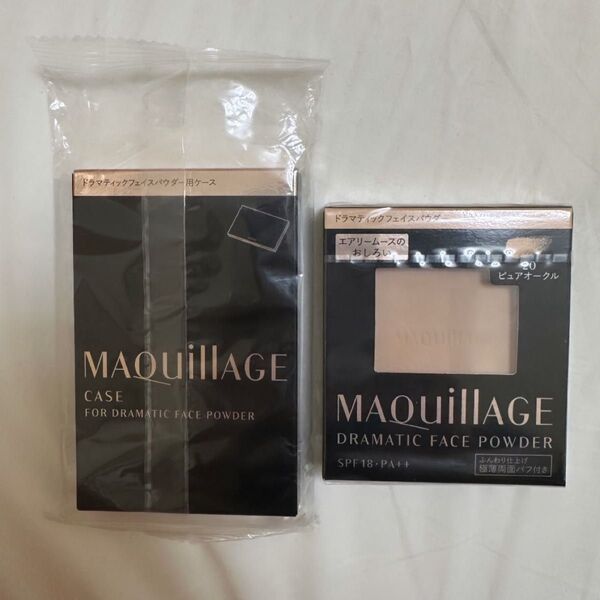 ドラマティックフェイスパウダー用ケース
MAQuillAGE
CASE
FOR DRAMATIC FACE POWDER
ドラマティックフェイスパウダー
エアリームースの
おしろい
20
ピュアオークル
MAQuillAGE
DRAMATIC FACE POWDER
SPF18・PA++
ふんわり仕上げ
極薄両面パフ付き